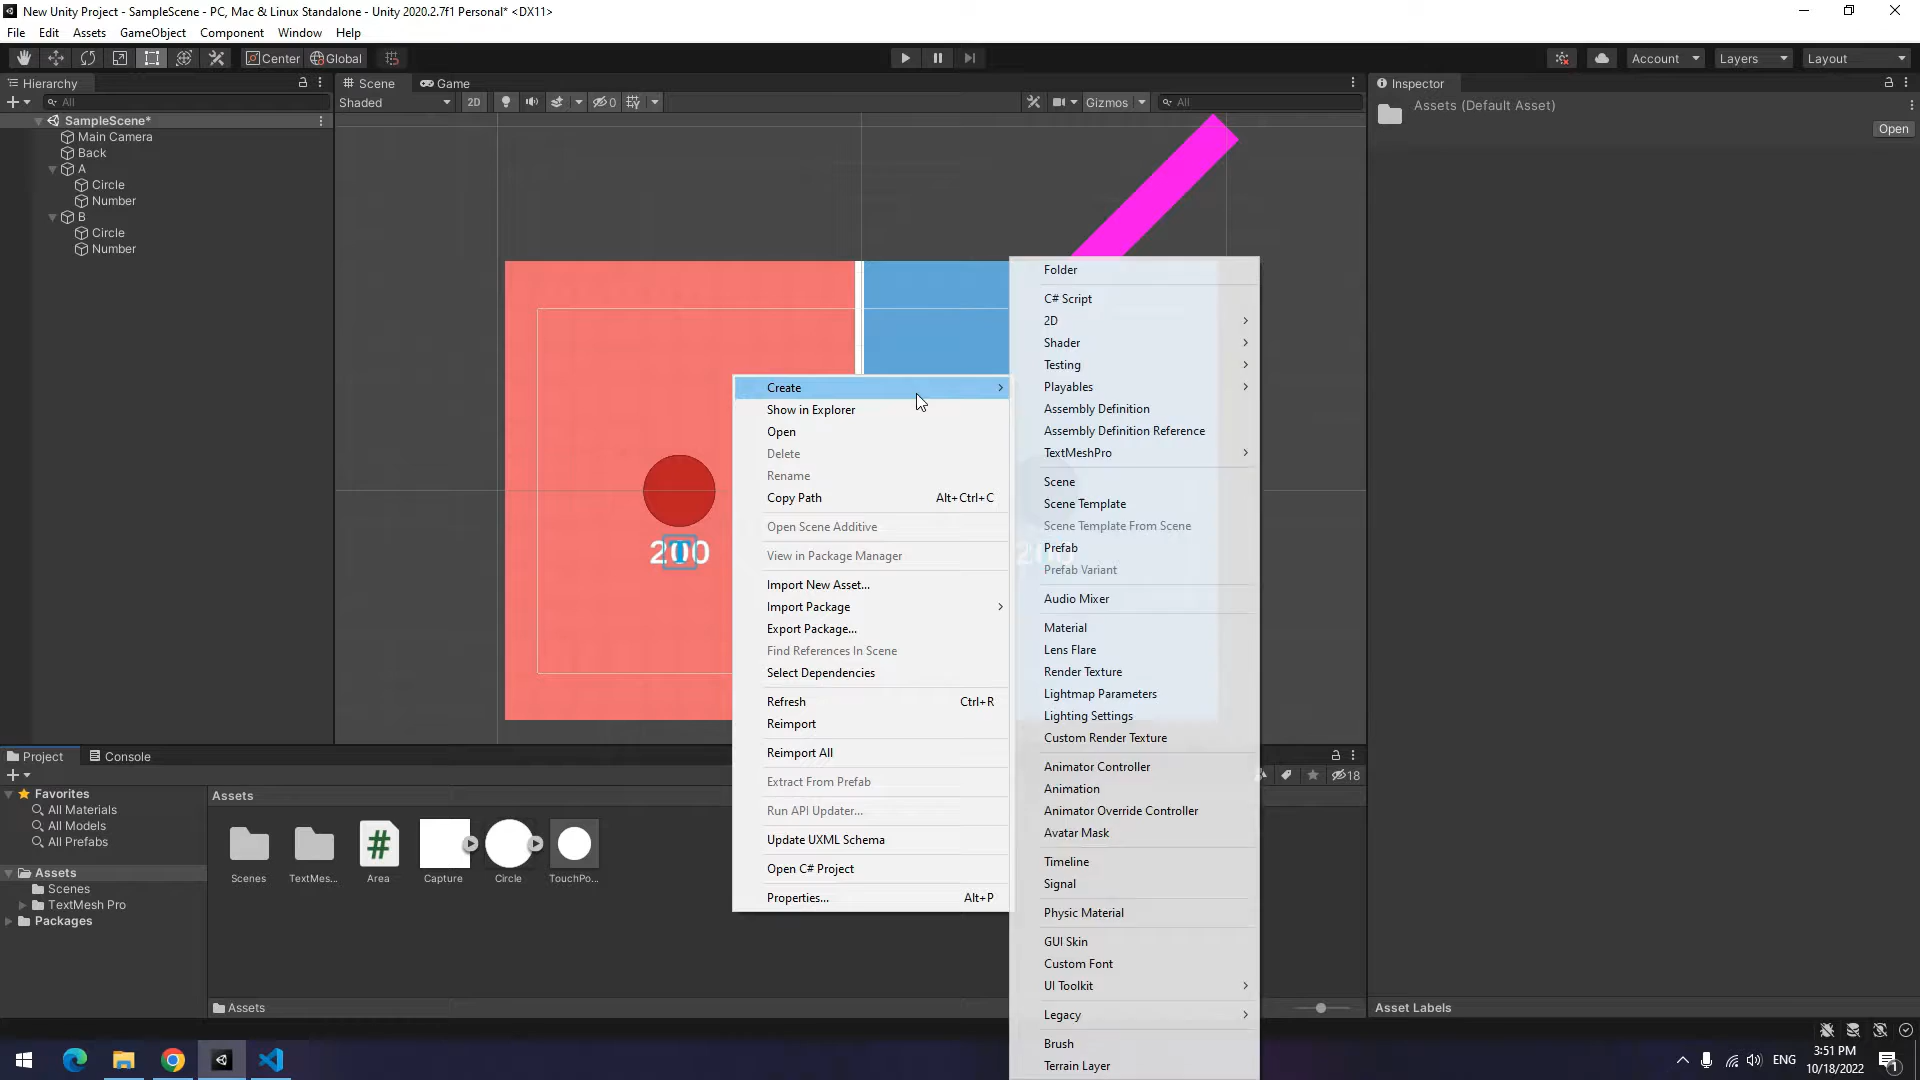 New Unity Project - SampleScene - PC, Mac & Linux Standalone - Unity 2020.2.7f1 Personal* <DX11>
File Edit Assets GameObject Component Window Help
Center Global Account Layers Layout
Hierarchy
All
SampleScene*
Main Camera
Back
A
Circle
Number
B
Circle
Number
Scene Game
Shaded 2D 0 Gizmos All
200
Inspector
Assets (Default Asset)
Open
Create
Show in Explorer
Open
Delete
Rename
Copy Path Alt+Ctrl+C
Open Scene Additive
View in Package Manager
Import New Asset...
Import Package
Export Package...
Find References In Scene
Select Dependencies
Refresh Ctrl+R
Reimport
Reimport All
Extract From Prefab
Run API Updater...
Update UXML Schema
Open C# Project
Properties... Alt+P
Folder
C# Script
2D
Shader
Testing
Playables
Assembly Definition
Assembly Definition Reference
TextMeshPro
Scene
Scene Template
Scene Template From Scene
Prefab
Prefab Variant
Audio Mixer
Material
Lens Flare
Render Texture
Lightmap Parameters
Lighting Settings
Custom Render Texture
Animator Controller
Animation
Animator Override Controller
Avatar Mask
Timeline
Signal
Physic Material
GUI Skin
Custom Font
UI Toolkit
Legacy
Brush
Terrain Layer
200
Project Console
18
Favorites
All Materials
All Models
All Prefabs
Assets
Scenes
TextMesh Pro
Packages
Assets
Scenes TextMes... Area Capture Circle TouchPo...
Assets
Asset Labels
ENG
3:51 PM
10/18/2022
1